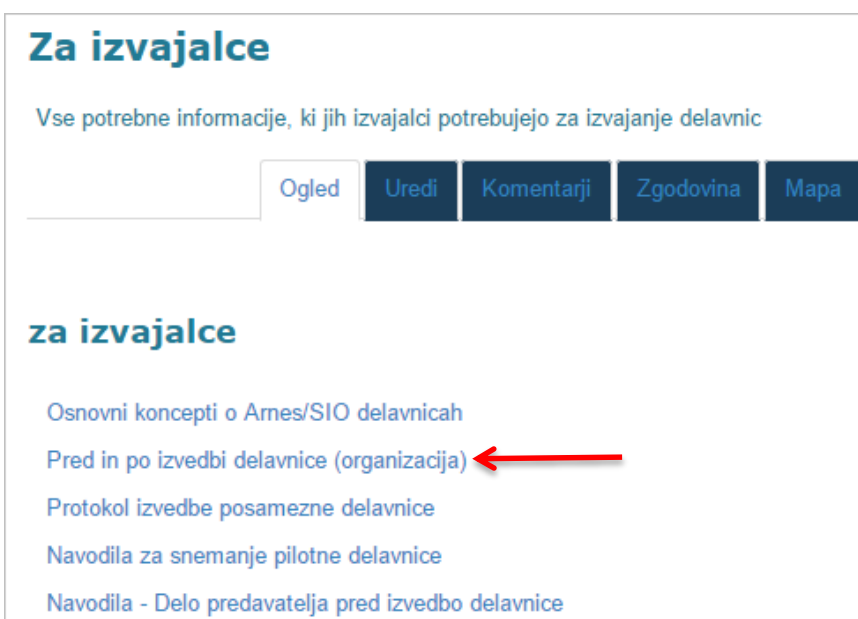 Za izvajalce
Vse potrebne informacije, ki jih izvajalci potrebujejo za izvajanje delavnic
Ogled Uredi Komentarji Zgodovina Mapa
za izvajalce
Osnovni koncepti o Arnes/SIO delavnicah
Pred in po izvedbi delavnice (organizacija)
Protokol izvedbe posamezne delavnice
Navodila za snemanje pilotne delavnice
Navodila - Delo predavatelja pred izvedbo delavnice